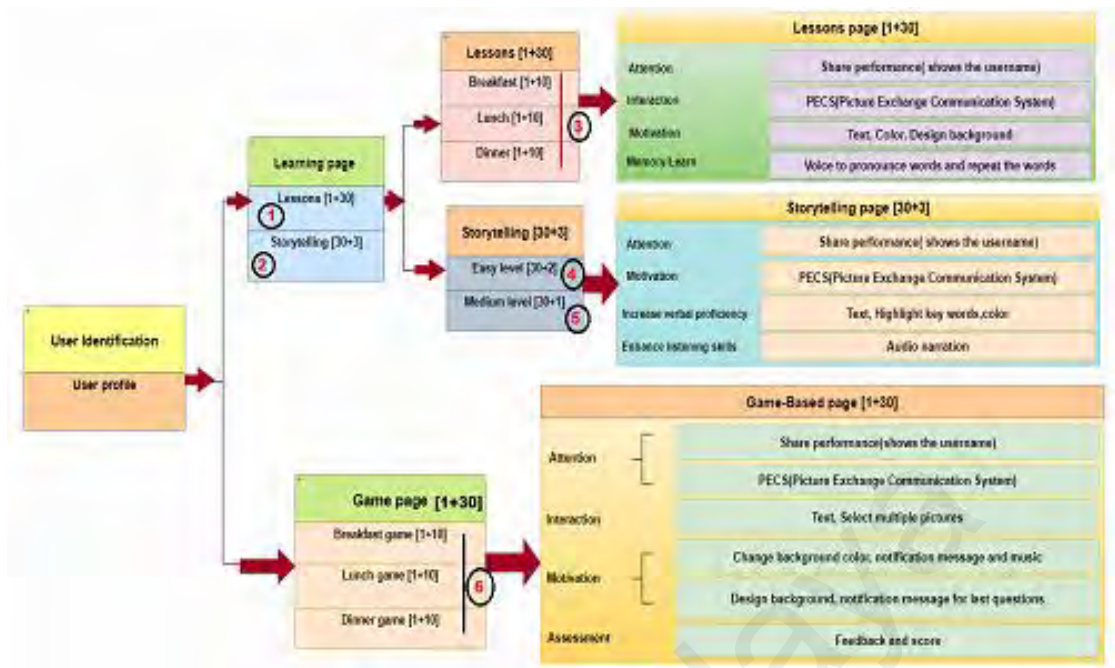 Lessons page [1+30]
Attention
Share performance( shows the username)
Interaction
PECS(Picture Exchange Communication System)
Motivation
Text, Color, Design background
Memory/Learn
Voice to pronounce words and repeat the words
Lessons [1+30]
Breakfast [1+10]
Lunch [1+10]
Dinner [1+10]
3
Learning page
Lessons [1+30]
1
Storytelling [30+3]
2
Storytelling [30+3]
Easy level [30+2]
4
Medium level [30+1]
5
Storytelling page [30+3]
Attention
Share performance( shows the username)
Motivation
PECS(Picture Exchange Communication System)
Increase verbal proficiency
Text, Highlight key words,color
Enhance listening skills
Audio narration
User Identification
User profile
Game page [1+30]
Breakfast game [1+10]
Lunch game [1+10]
Dinner game [1+10]
6
Game-Based page [1+30]
Attention
Share performance(shows the username)
PECS(Picture Exchange Communication System)
Interaction
Text, Select multiple pictures
Motivation
Change background color, notification message and music
Design background, notification message for last questions
Assessment
Feedback and score